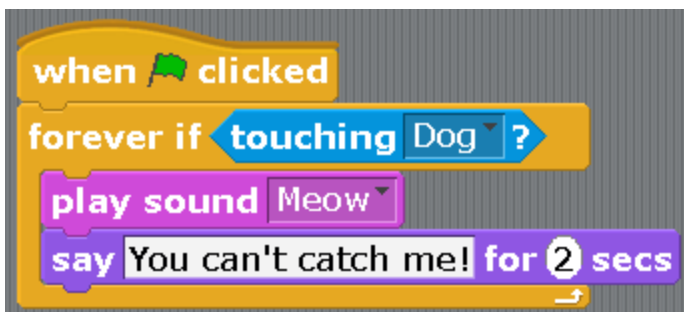 when clicked
forever if touching Dog ?
play sound Meow
say You can't catch me! for 2 secs